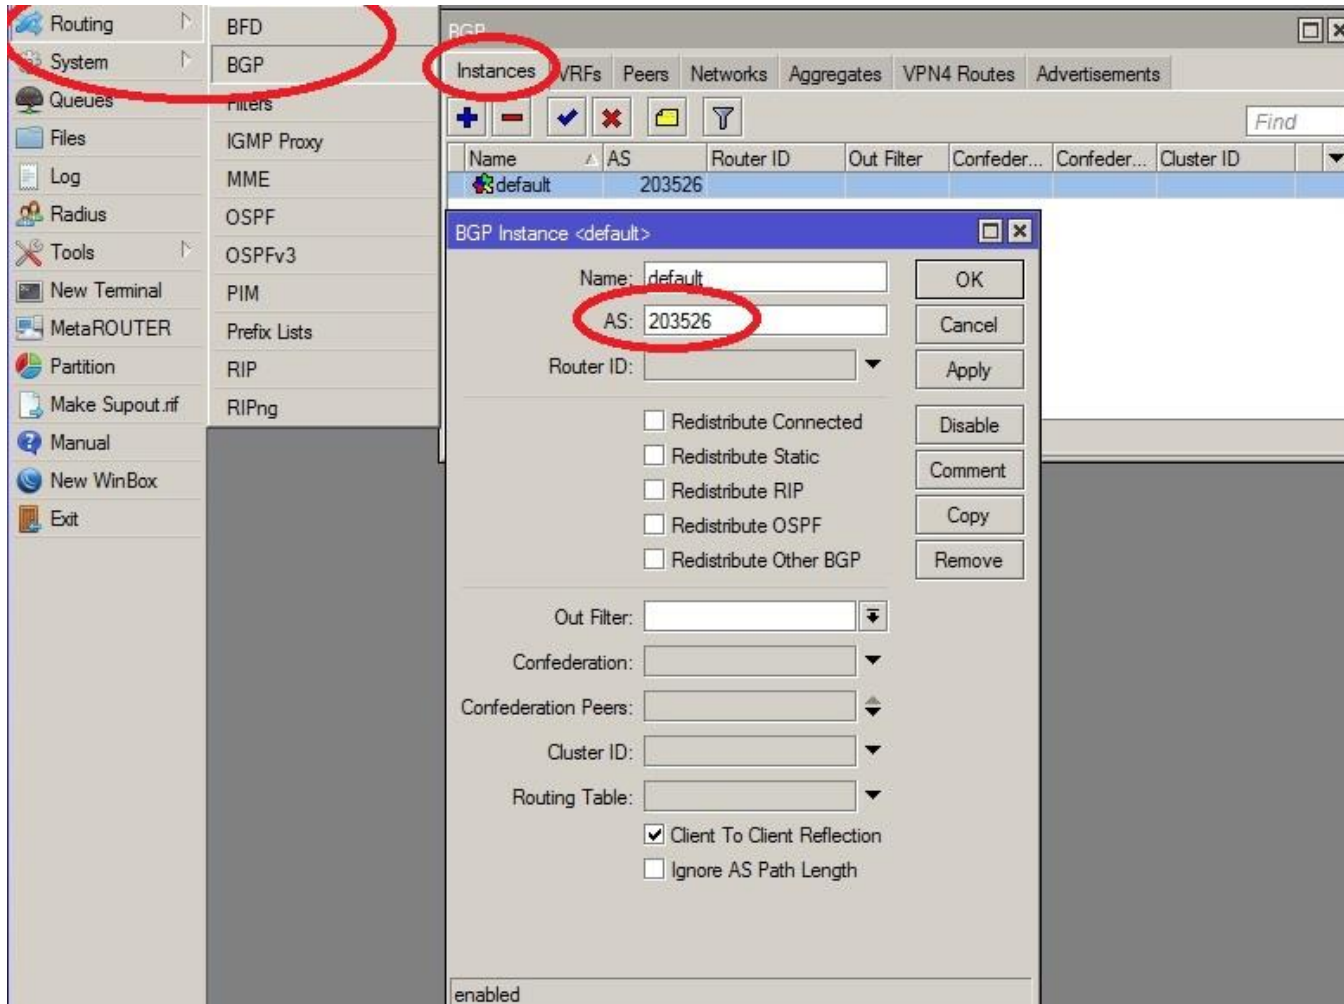 Routing
System
Queues
Files
Log
Radius
Tools
New Terminal
MetaROUTER
Partition
Make Supout.rif
Manual
New WinBox
Exit
BFD
BGP
Filters
IGMP Proxy
MME
OSPF
OSPFv3
PIM
Prefix Lists
RIP
RIPng
BGP
Instances VRFs Peers Networks Aggregates VPN4 Routes Advertisements
Find
Name AS Router ID Out Filter Confeder... Confeder... Cluster ID
default 203526
BGP Instance <default>
Name: default
AS: 203526
Router ID:
Redistribute Connected
Redistribute Static
Redistribute RIP
Redistribute OSPF
Redistribute Other BGP
Out Filter:
Confederation:
Confederation Peers:
Cluster ID:
Routing Table:
Client To Client Reflection
Ignore AS Path Length
OK
Cancel
Apply
Disable
Comment
Copy
Remove
enabled